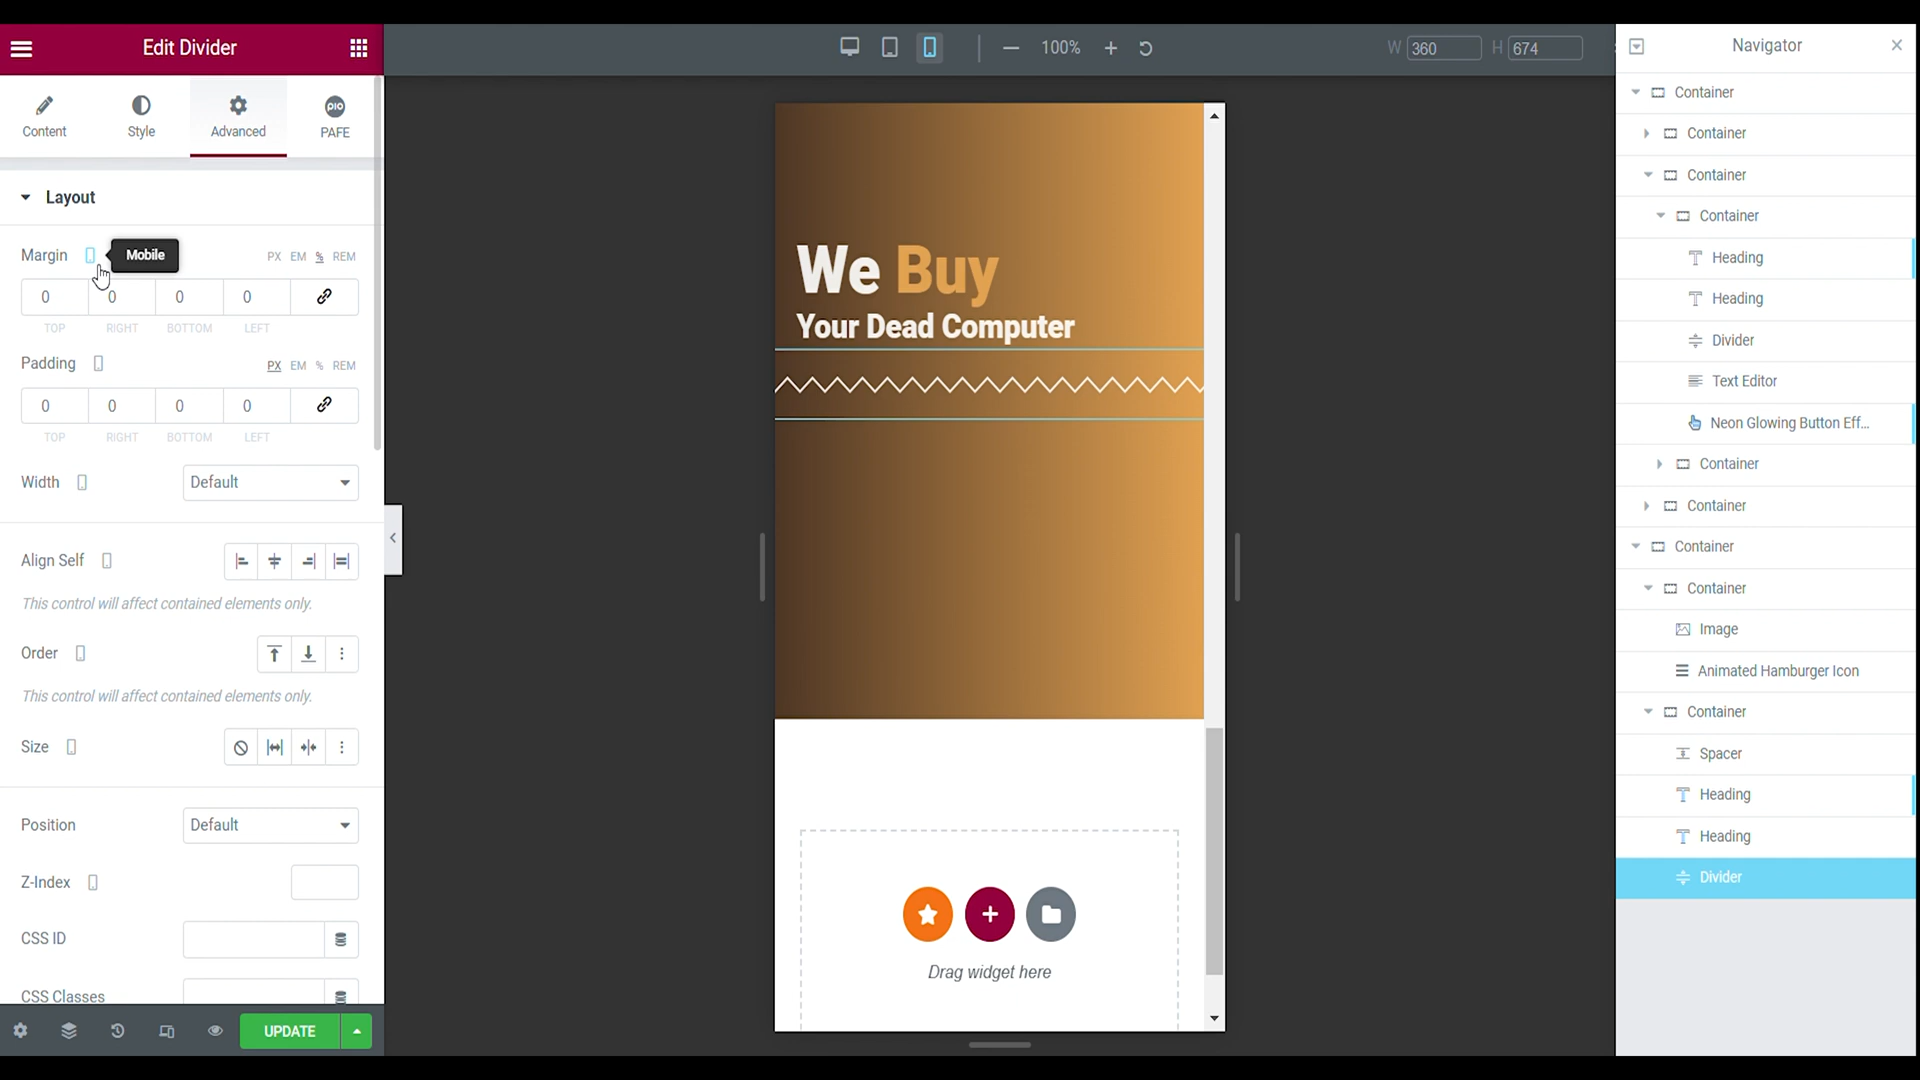 Edit Divider
100%
W 360 H 674
Navigator
Content Style Advanced PAFE
pio
Layout
Margin Mobile PX EM % REM
0 0 0 0
TOP RIGHT BOTTOM LEFT
Padding PX EM % REM
0 0 0 0
TOP RIGHT BOTTOM LEFT
Width Default
Align Self
This control will affect contained elements only.
Order
This control will affect contained elements only.
Size
Position Default
Z-Index
CSS ID
CSS Classes
UPDATE
We Buy
Your Dead Computer
Drag widget here
Container
Container
Container
Container
Heading
Heading
Divider
Text Editor
Neon Glowing Button Eff...
Container
Container
Container
Container
Image
Animated Hamburger Icon
Container
Spacer
Heading
Heading
Divider